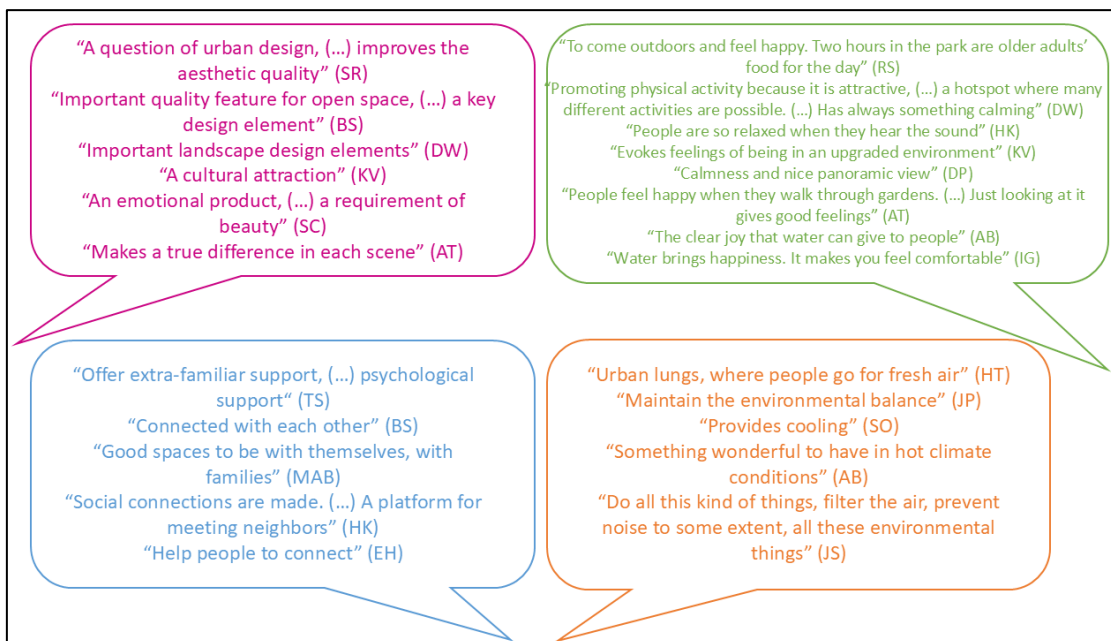 “A question of urban design, (...) improves the
aesthetic quality” (SR)
“Important quality feature for open space, (...) a key
design element” (BS)
“Important landscape design elements” (DW)
“A cultural attraction” (KV)
“An emotional product, (...) a requirement of
beauty” (SC)
“Makes a true difference in each scene” (AT)
“To come outdoors and feel happy. Two hours in the park are older adults’
food for the day” (RS)
“Promoting physical activity because it is attractive, (...) a hotspot where many
different activities are possible. (...) Has always something calming” (DW)
“People are so relaxed when they hear the sound” (HK)
“Evokes feelings of being in an upgraded environment” (KV)
“Calmness and nice panoramic view” (DP)
“People feel happy when they walk through gardens. (...) Just looking at it
gives good feelings” (AT)
“The clear joy that water can give to people” (AB)
“Water brings happiness. It makes you feel comfortable” (IG)
“Offer extra-familiar support, (...) psychological
support“ (TS)
“Connected with each other” (BS)
“Good spaces to be with themselves, with
families” (MAB)
“Social connections are made. (...) A platform for
meeting neighbors” (HK)
“Help people to connect” (EH)
“Urban lungs, where people go for fresh air” (HT)
“Maintain the environmental balance” (JP)
“Provides cooling” (SO)
“Something wonderful to have in hot climate
conditions” (AB)
“Do all this kind of things, filter the air, prevent
noise to some extent, all these environmental
things” (JS)